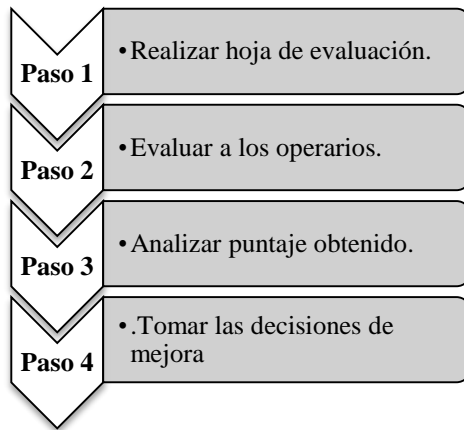 Paso 1
•Realizar hoja de evaluación.
Paso 2
•Evaluar a los operarios.
Paso 3
•Analizar puntaje obtenido.
Paso 4
•.Tomar las decisiones de
mejora